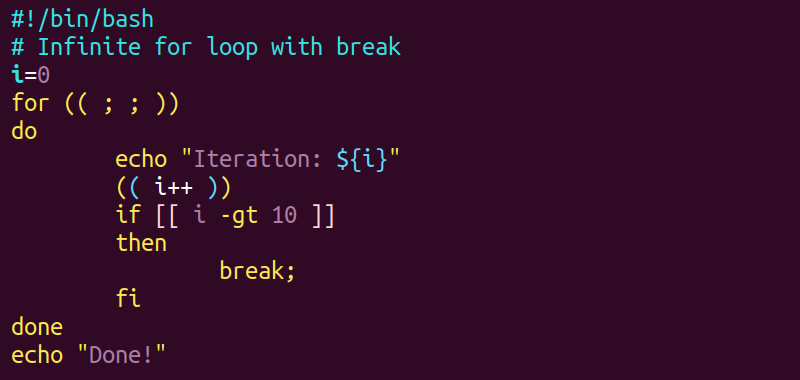 #!/bin/bash
# Infinite for loop with break
i=0
for (( ; ; ))
do
        echo "Iteration: ${i}"
        (( i++ ))
        if [[ i -gt 10 ]]
        then
                break;
        fi
done
echo "Done!"